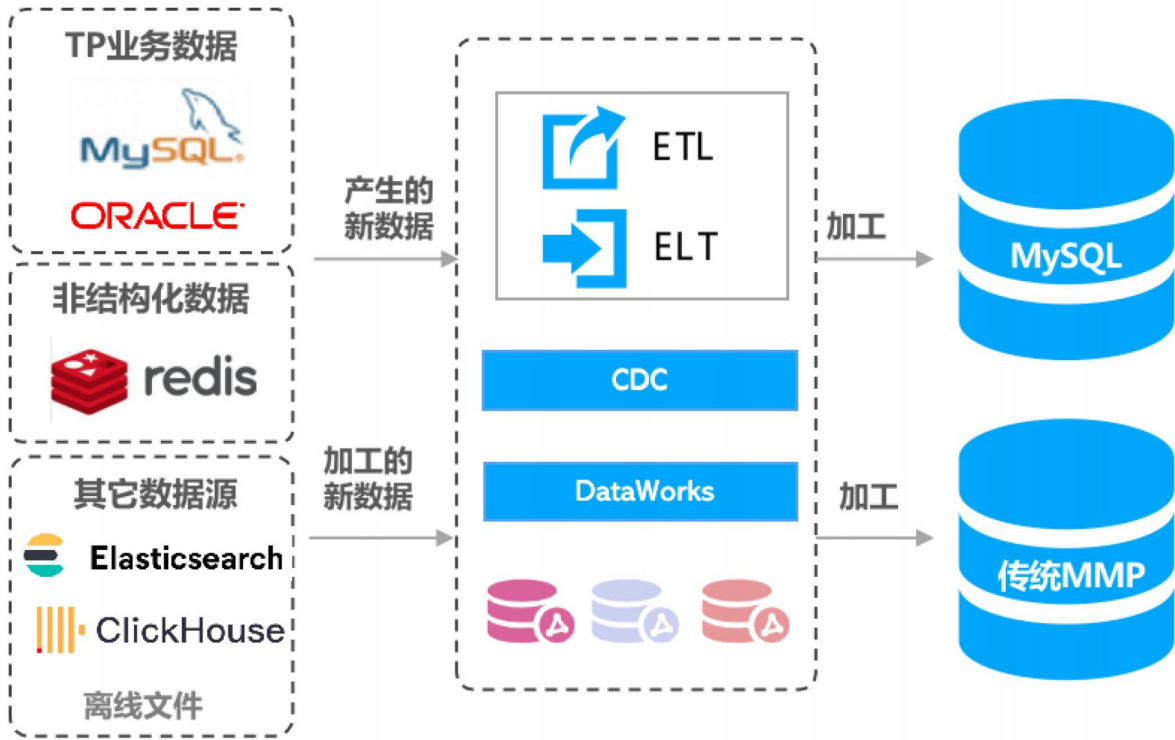 TP业务数据
MySQL
ORACLE
非结构化数据
redis
其它数据源
Elasticsearch
ClickHouse
离线文件
产生的
新数据
加工的
新数据
ETL
ELT
CDC
DataWorks
加工
加工
MySQL
传统MMP